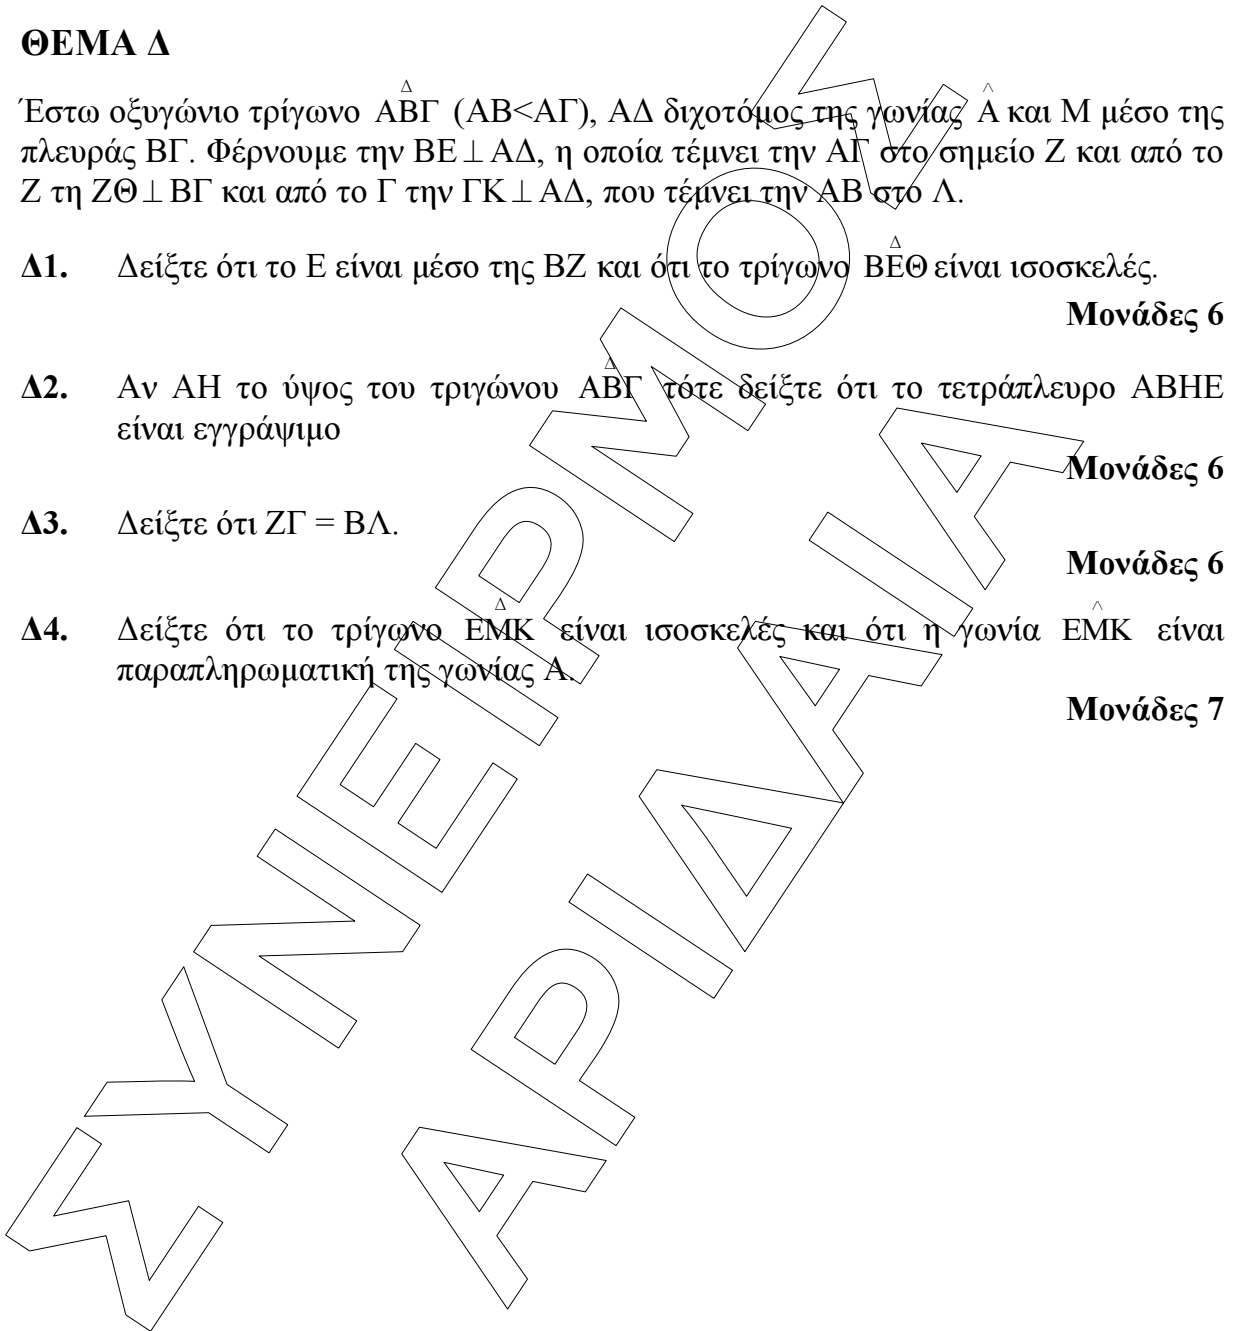 ΘΕΜΑ Δ
Έστω οξυγώνιο τρίγωνο ΑΒΓ (ΑΒ<ΑΓ), ΑΔ διχοτόμος της γωνίας Α και Μ μέσο της
πλευράς ΒΓ. Φέρνουμε την ΒΕ⊥ΑΔ, η οποία τέμνει την ΑΓ στο σημείο Ζ και από το
Ζ τη ΖΘ⊥ΒΓ και από το Γ την ΓΚ⊥ΑΔ, που τέμνει την ΑΒ στο Λ.
Δ1. Δείξτε ότι το Ε είναι μέσο της ΒΖ και ότι το τρίγωνο ΒΕΘ είναι ισοσκελές.
Μονάδες 6
Δ2. Αν ΑΗ το ύψος του τριγώνου ΑΒΓ τότε δείξτε ότι το τετράπλευρο ΑΒΗΕ
είναι εγγράψιμο
Μονάδες 6
Δ3. Δείξτε ότι ΖΓ = ΒΛ.
Μονάδες 6
Δ4. Δείξτε ότι το τρίγωνο ΕΜΚ είναι ισοσκελές και ότι η γωνία ΕΜΚ είναι
παραπληρωματική της γωνίας Α.
Μονάδες 7
ΣΥΝΕΙΡΜΟΣ
ΑΡΙΔΑΙΑ